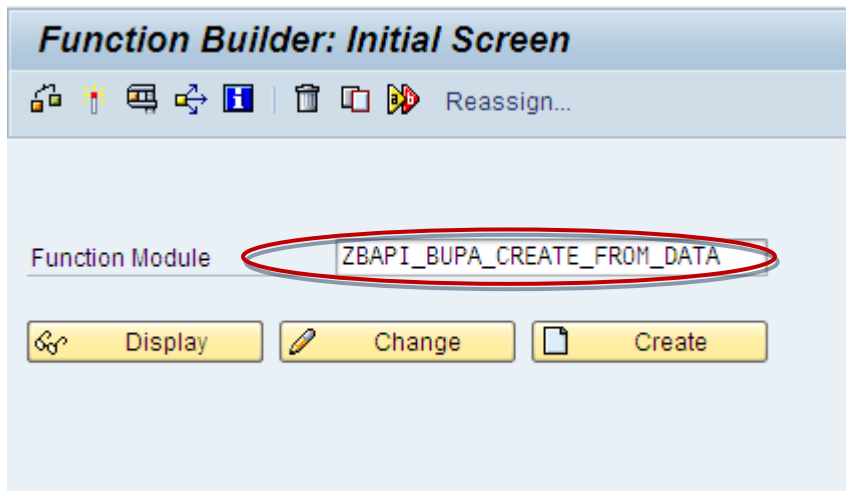 Function Builder: Initial Screen
Reassign...
Function Module ZBAPI_BUPA_CREATE_FROM_DATA
Display Change Create